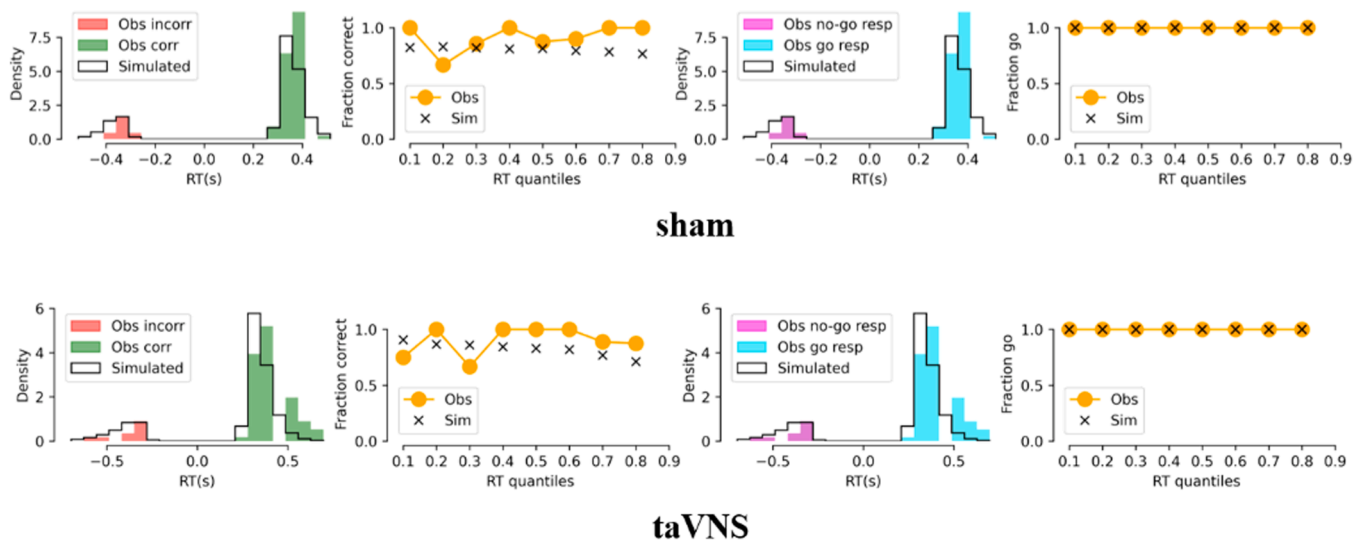 Density
7.5
5.0
2.5
0.0
Obs incorr
Obs corr
Simulated
−0.4 −0.2 0.0 0.2 0.4
RT(s)
Fraction correct
1.0
0.5
0.0
Obs
Sim
0.1 0.2 0.3 0.4 0.5 0.6 0.7 0.8 0.9
RT quantiles
Density
7.5
5.0
2.5
0.0
Obs no-go resp
Obs go resp
Simulated
−0.4 −0.2 0.0 0.2 0.4
RT(s)
Fraction go
1.0
0.5
0.0
Obs
Sim
0.1 0.2 0.3 0.4 0.5 0.6 0.7 0.8 0.9
RT quantiles
sham
Density
6
4
2
0
Obs incorr
Obs corr
Simulated
−0.5 0.0 0.5
RT(s)
Fraction correct
1.0
0.5
0.0
Obs
Sim
0.1 0.2 0.3 0.4 0.5 0.6 0.7 0.8 0.9
RT quantiles
Density
6
4
2
0
Obs no-go resp
Obs go resp
Simulated
−0.5 0.0 0.5
RT(s)
Fraction go
1.0
0.5
0.0
Obs
Sim
0.1 0.2 0.3 0.4 0.5 0.6 0.7 0.8 0.9
RT quantiles
taVNS